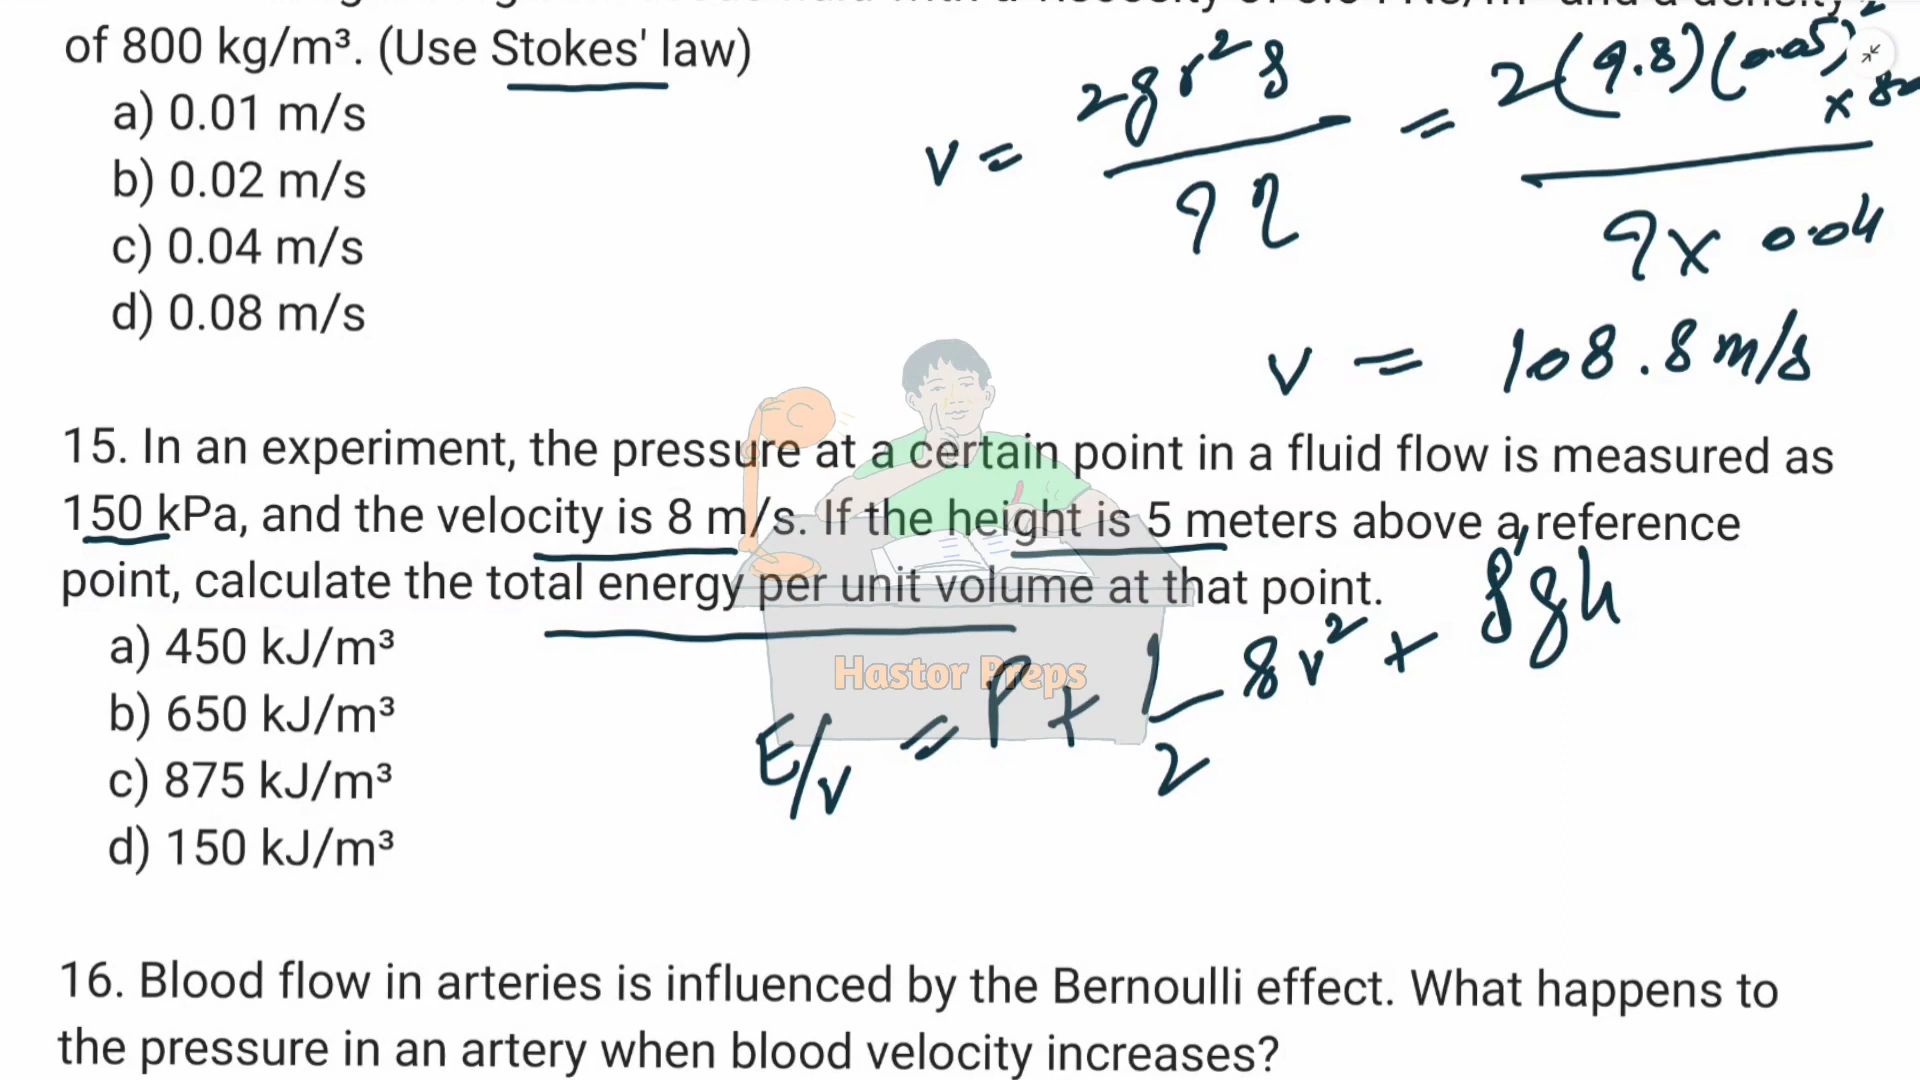 of 800 kg/m³. (Use Stokes' law)
a) 0.01 m/s
b) 0.02 m/s
c) 0.04 m/s
d) 0.08 m/s
v = 2gr²ρ / 9η = 2(9.8)(0.05)² × 80 / 9 × 0.04
v = 108.8 m/s
15. In an experiment, the pressure at a certain point in a fluid flow is measured as
150 kPa, and the velocity is 8 m/s. If the height is 5 meters above a reference
point, calculate the total energy per unit volume at that point.
a) 450 kJ/m³
b) 650 kJ/m³
c) 875 kJ/m³
d) 150 kJ/m³
Hastor Preps
E/v = P + 1/2 ρv² + ρgh
16. Blood flow in arteries is influenced by the Bernoulli effect. What happens to
the pressure in an artery when blood velocity increases?